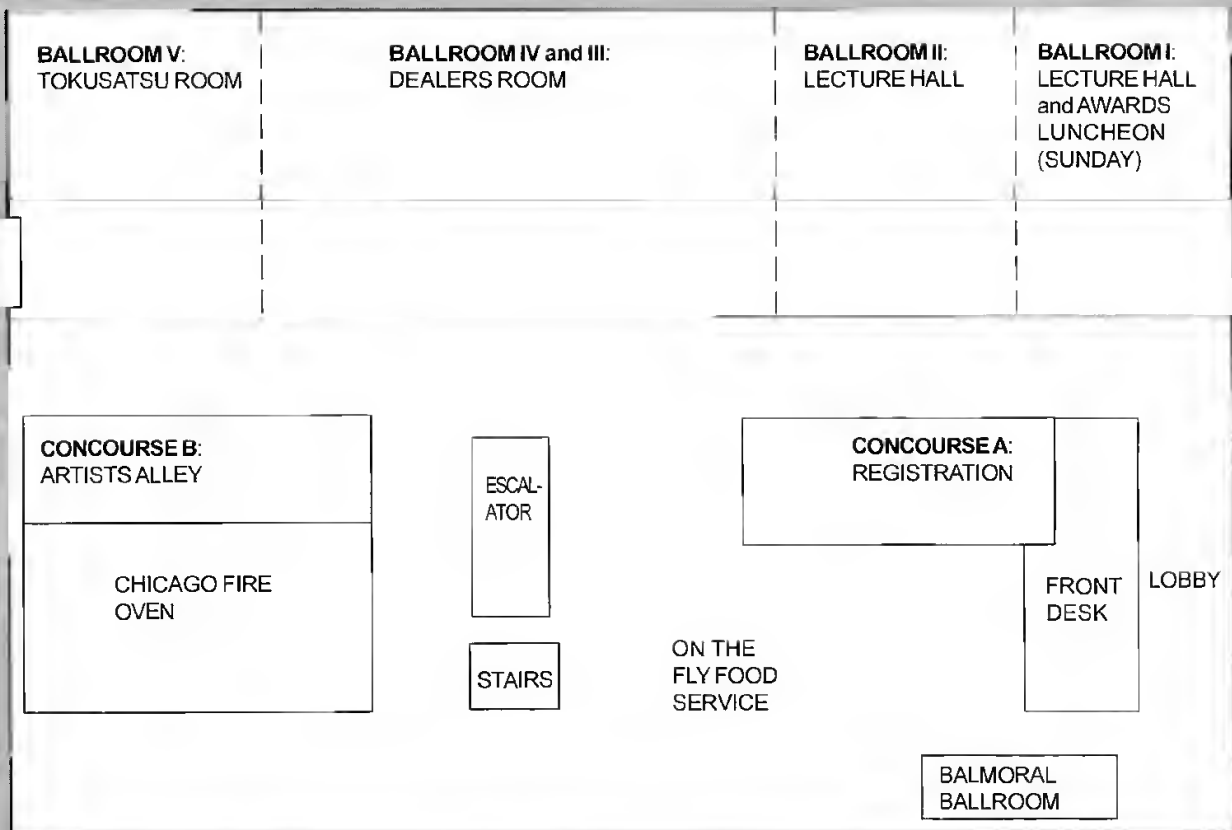 BALLROOM V:
TOKUSATSU ROOM
BALLROOM IV and III:
DEALERS ROOM
BALLROOM II:
LECTURE HALL
BALLROOM I:
LECTURE HALL
and AWARDS
LUNCHEON
(SUNDAY)
CONCOURSE B:
ARTISTS ALLEY
CHICAGO FIRE
OVEN
ESCAL-
ATOR
STAIRS
ON THE
FLY FOOD
SERVICE
CONCOURSE A:
REGISTRATION
FRONT
DESK
LOBBY
BALMORAL
BALLROOM